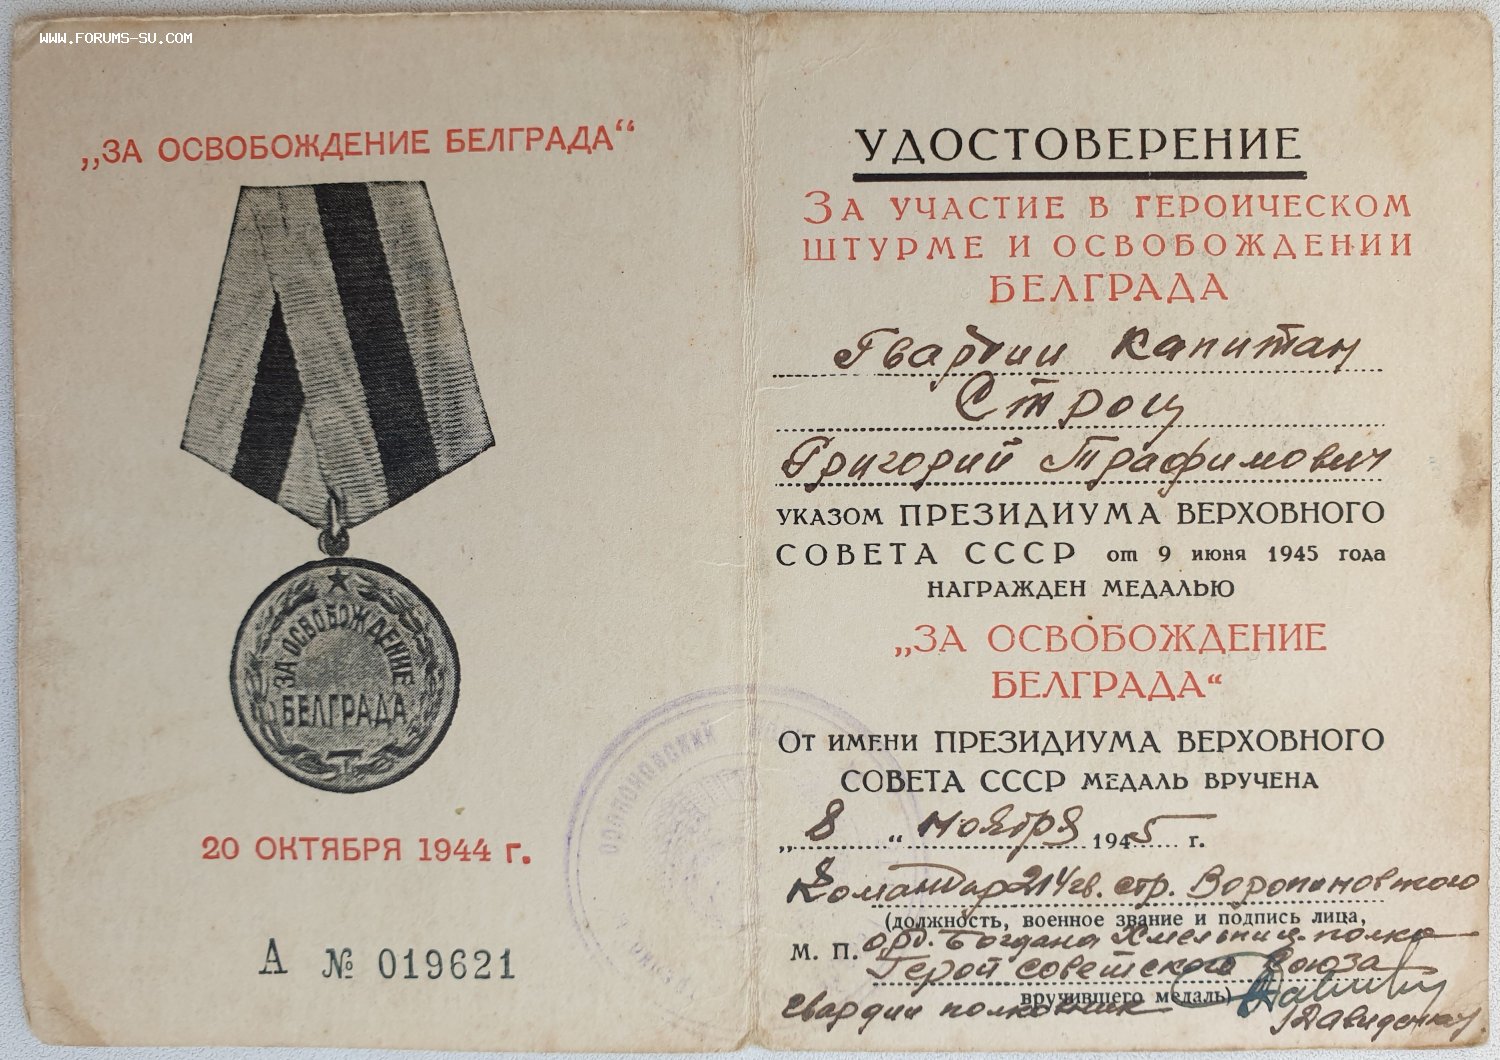 WWW.FORUMS-SU.COM
„ЗА ОСВОБОЖДЕНИЕ БЕЛГРАДА“
ЗА ОСВОБОЖДЕНИЕ
БЕЛГРАДА
20 ОКТЯБРЯ 1944 г.
А № 019621
УДОСТОВЕРЕНИЕ
ЗА УЧАСТИЕ В ГЕРОИЧЕСКОМ
ШТУРМЕ И ОСВОБОЖДЕНИИ
БЕЛГРАДА
Гвардии капитан
Строц
Григорий Трафимович
УКАЗОМ ПРЕЗИДИУМА ВЕРХОВНОГО
СОВЕТА СССР от 9 июня 1945 года
НАГРАЖДЕН МЕДАЛЬЮ
„ЗА ОСВОБОЖДЕНИЕ
БЕЛГРАДА“
ОТ ИМЕНИ ПРЕЗИДИУМА ВЕРХОВНОГО
СОВЕТА СССР МЕДАЛЬ ВРУЧЕНА
„8“ ноября 1945 г.
Командир 214 гв. стр. Воропановского
(должность, военное звание и подпись лица,
М. П. орд. Богдана Хмельниц. полка
Герой советского Союза
вручившего медаль)
гвардии полковник